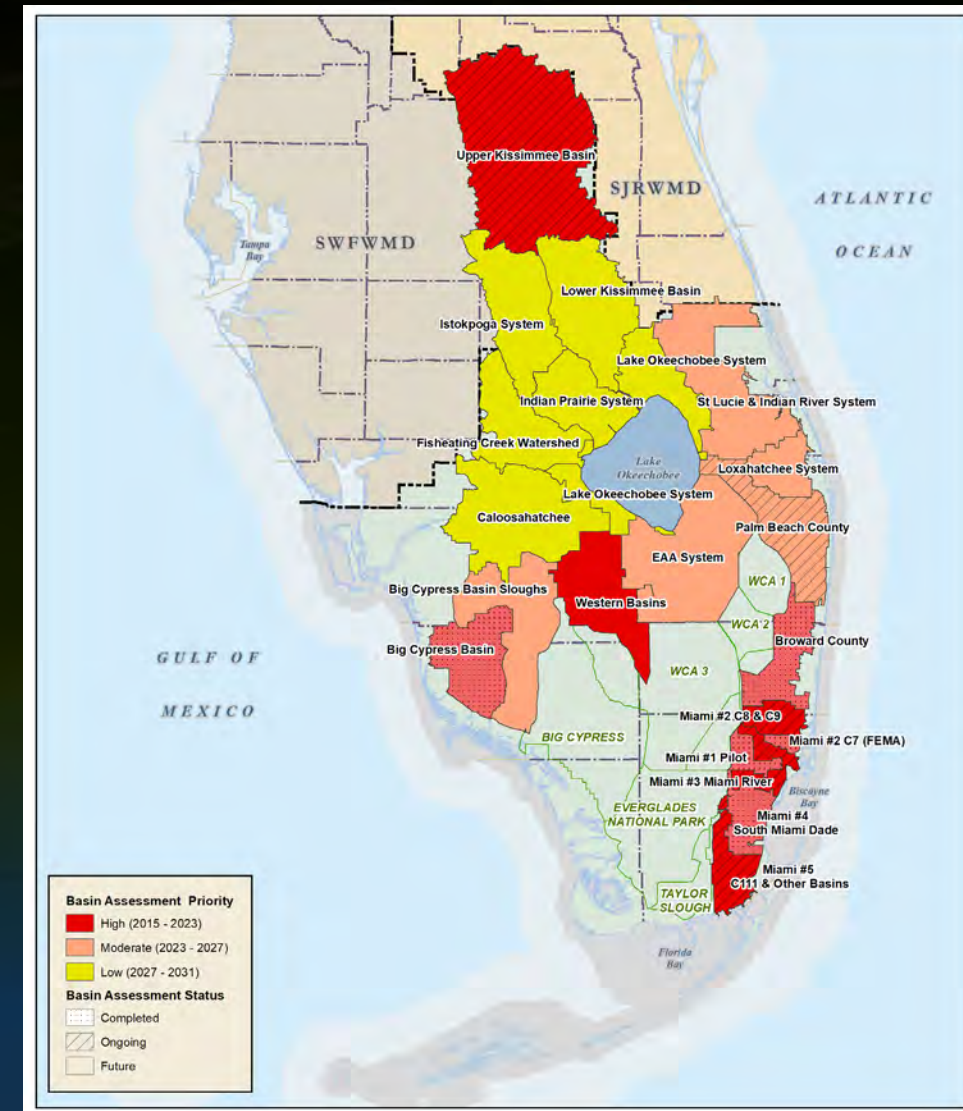 Upper Kissimmee Basin
SJRWMD
ATLANTIC
OCEAN
SWFWMD
Tampa
Bay
Lower Kissimmee Basin
Istokpoga System
Lake Okeechobee System
Indian Prairie System
St Lucie & Indian River System
Fisheating Creek Watershed
Lake
Okeechobee
Loxahatchee System
Lake Okeechobee System
Caloosahatchee
Palm Beach County
EAA System
WCA 1
Big Cypress Basin Sloughs
Western Basins
WCA 2
Broward County
Big Cypress Basin
GULF OF
MEXICO
WCA 3
Miami #2 C8 & C9
BIG CYPRESS
Miami #2 C7 (FEMA)
Miami #1 Pilot
Miami #3 Miami River
Biscayne
Bay
EVERGLADES
NATIONAL PARK
Miami #4
South Miami Dade
Miami #5
C111 & Other Basins
TAYLOR
SLOUGH
Florida
Bay
Basin Assessment Priority
High (2015 - 2023)
Moderate (2023 - 2027)
Low (2027 - 2031)
Basin Assessment Status
Completed
Ongoing
Future